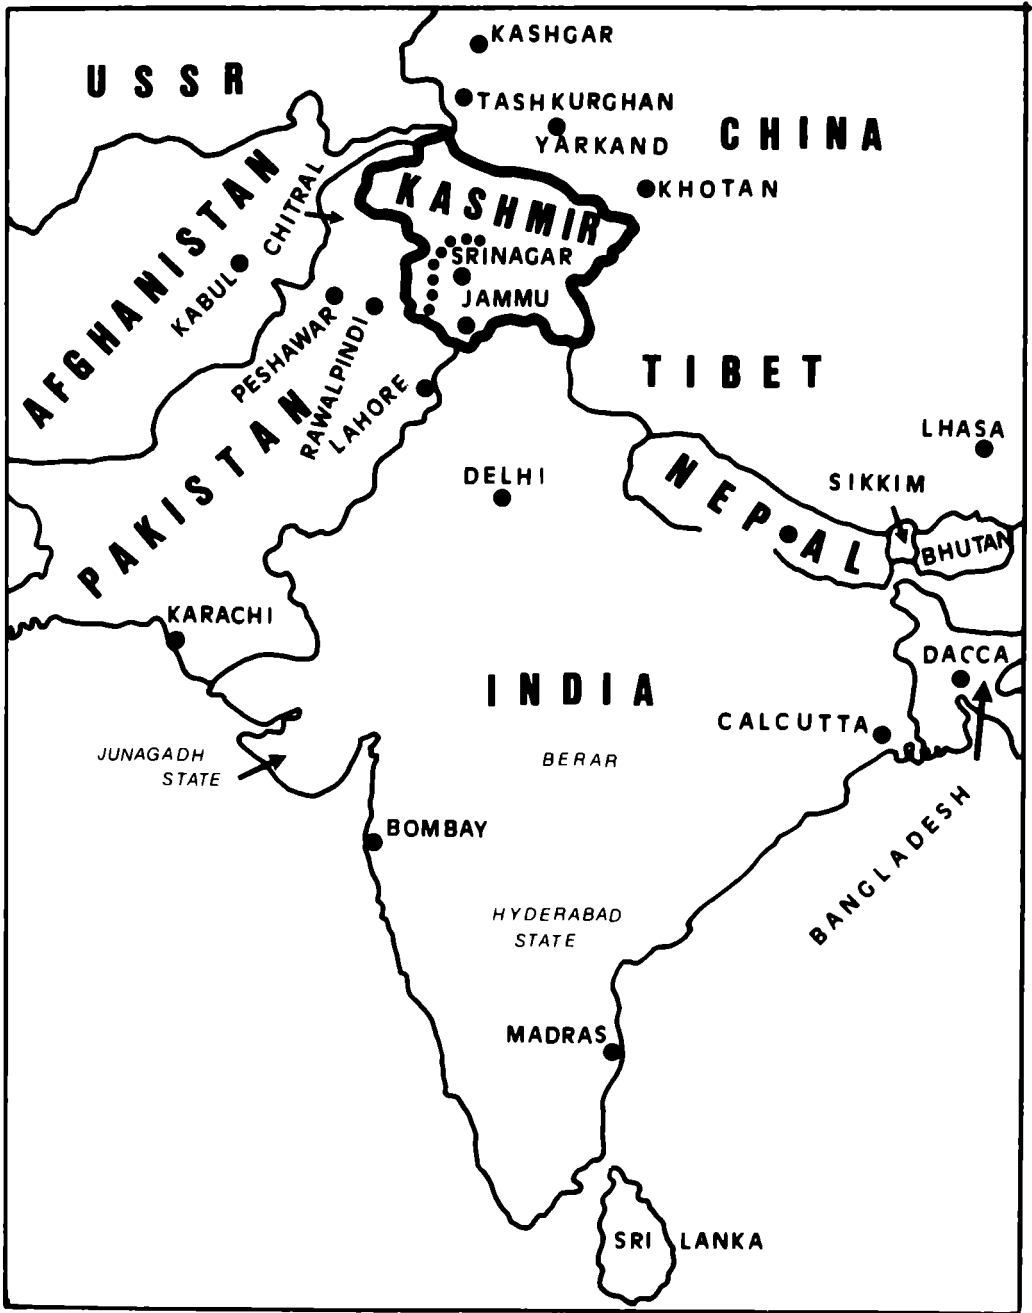 KASHGAR
USSR
TASHKURGHAN
CHINA
YARKAND
KHOTAN
AFGHANISTAN
CHITRAL
KASHMIR
SRINAGAR
KABUL
JAMMU
PESHAWAR
RAWALPINDI
LAHORE
TIBET
PAKISTAN
LHASA
DELHI
NEPAL
SIKKIM
BHUTAN
KARACHI
DACCA
INDIA
CALCUTTA
JUNAGADH
STATE
BERAR
BOMBAY
BANGLADESH
HYDERABAD
STATE
MADRAS
SRI LANKA